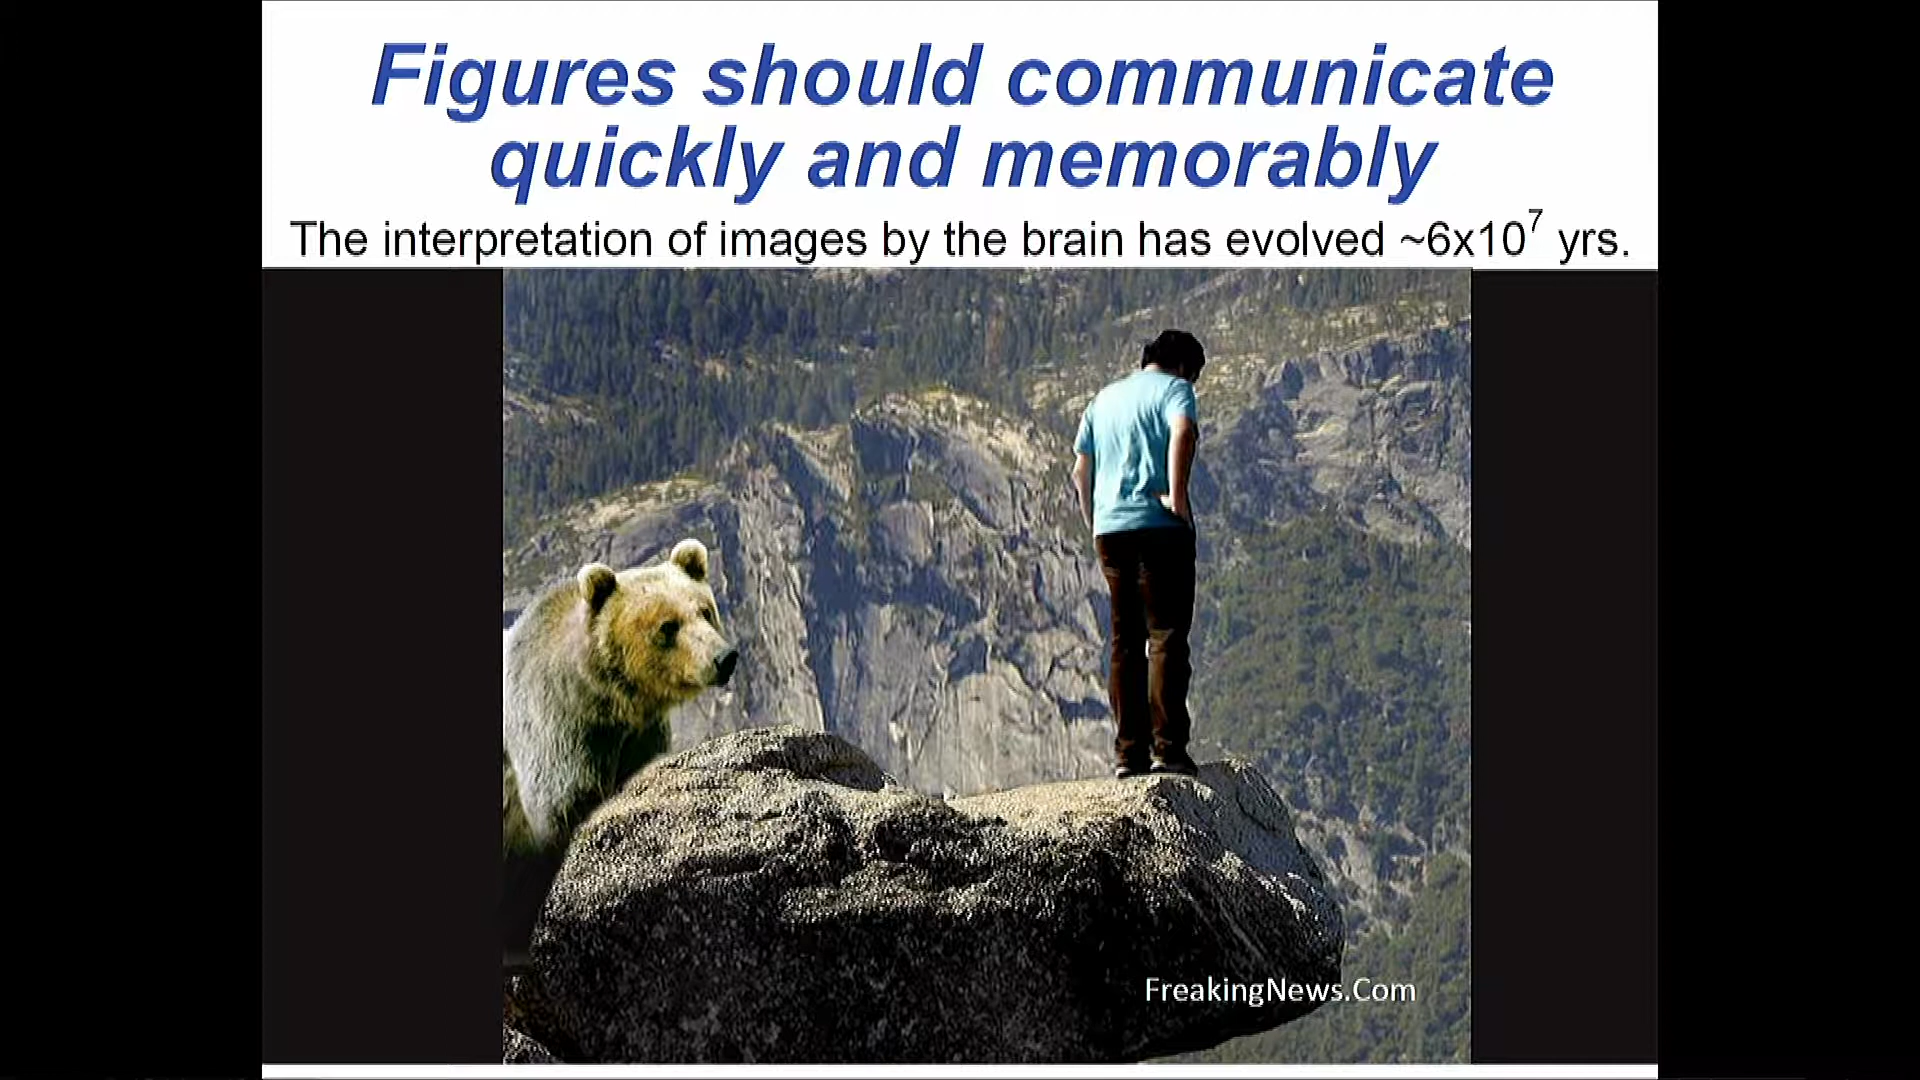 Figures should communicate
quickly and memorably
The interpretation of images by the brain has evolved ~6x10⁷ yrs.
FreakingNews.Com